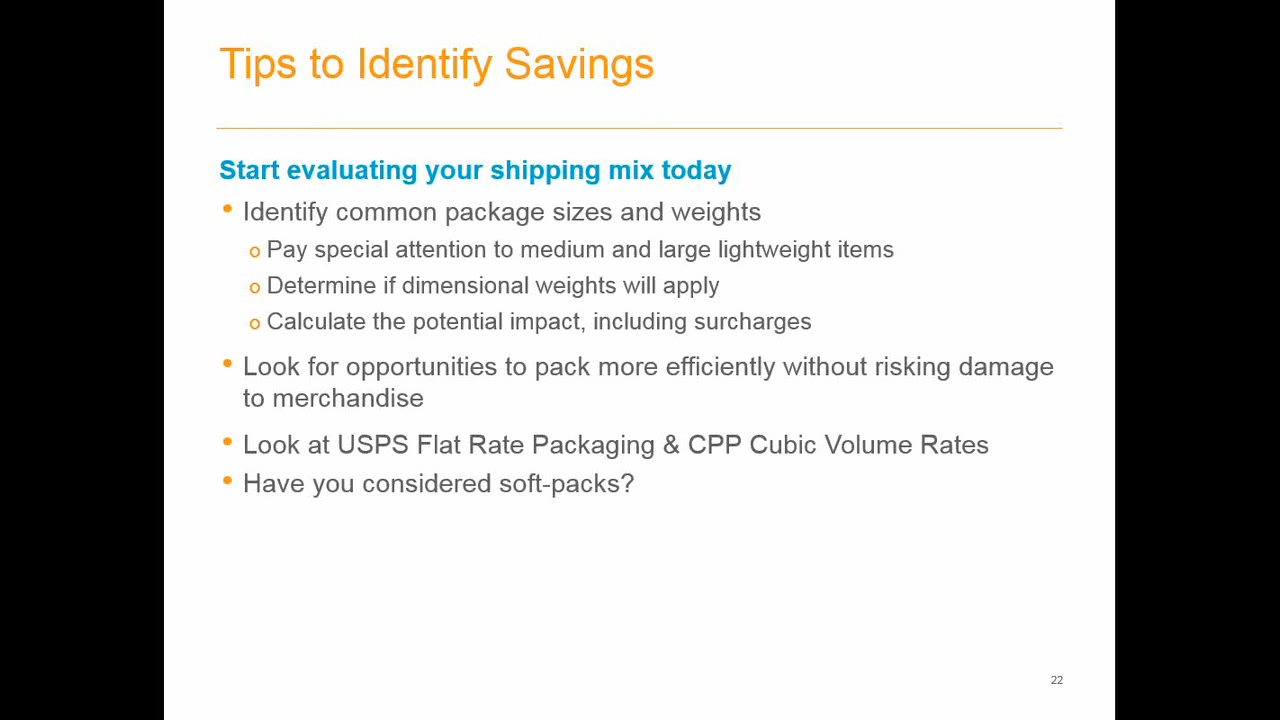 Tips to Identify Savings
Start evaluating your shipping mix today
• Identify common package sizes and weights
o Pay special attention to medium and large lightweight items
o Determine if dimensional weights will apply
o Calculate the potential impact, including surcharges
• Look for opportunities to pack more efficiently without risking damage
to merchandise
• Look at USPS Flat Rate Packaging & CPP Cubic Volume Rates
• Have you considered soft-packs?
22